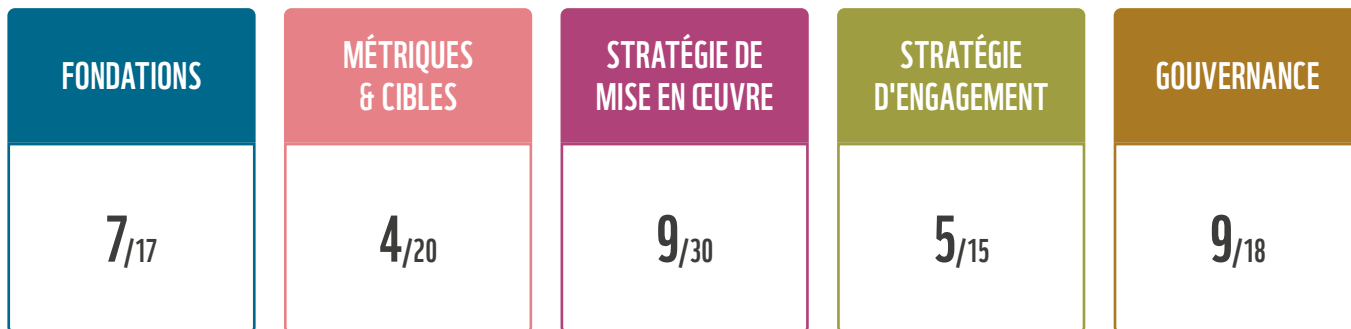 FONDATIONS
7/17
MÉTRIQUES
& CIBLES
4/20
STRATÉGIE DE
MISE EN ŒUVRE
9/30
STRATÉGIE
D'ENGAGEMENT
5/15
GOUVERNANCE
9/18